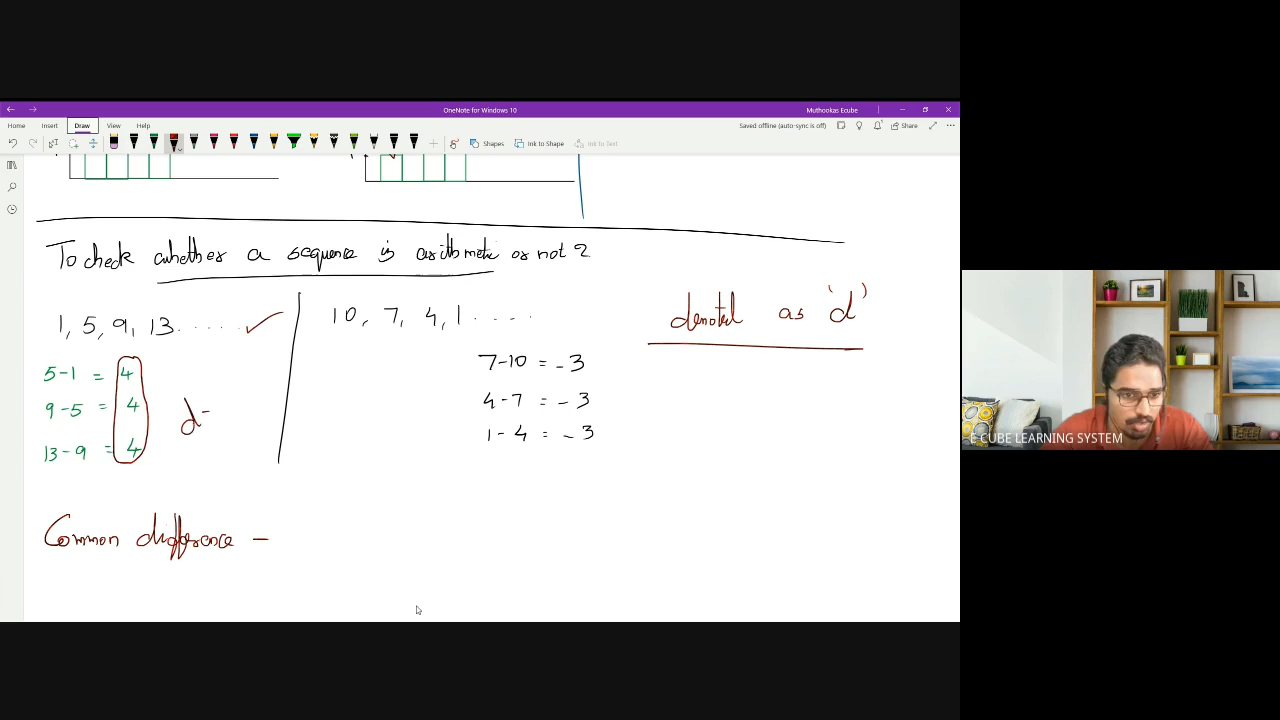 OneNote for Windows 10
Muthookas Ecube
Home Insert Draw View Help
Saved offline (auto-sync is off) Share
Shapes Ink to Shape Ink to Text
To check whether a sequence is arithmetic or not ?
1, 5, 9, 13 ......
5-1 = 4
9-5 = 4
13-9 = 4
d-
10, 7, 4, 1 .....
7-10 = -3
4-7 = -3
1-4 = -3
denoted as 'd'
Common difference -
E CUBE LEARNING SYSTEM